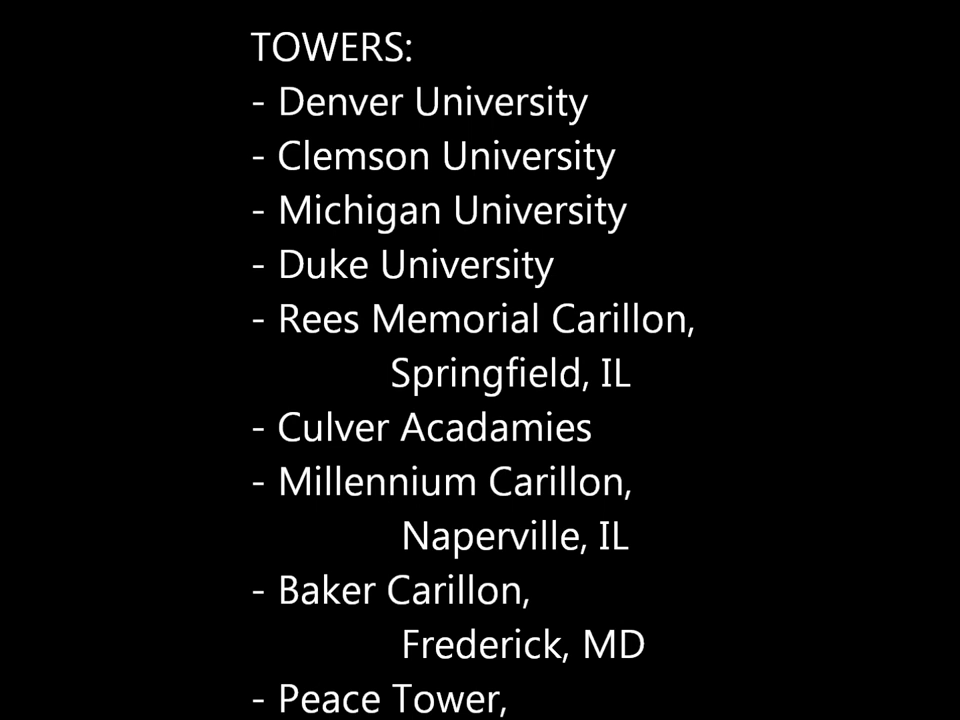 TOWERS:
- Denver University
- Clemson University
- Michigan University
- Duke University
- Rees Memorial Carillon,
Springfield, IL
- Culver Acadamies
- Millennium Carillon,
Naperville, IL
- Baker Carillon,
Frederick, MD
- Peace Tower,